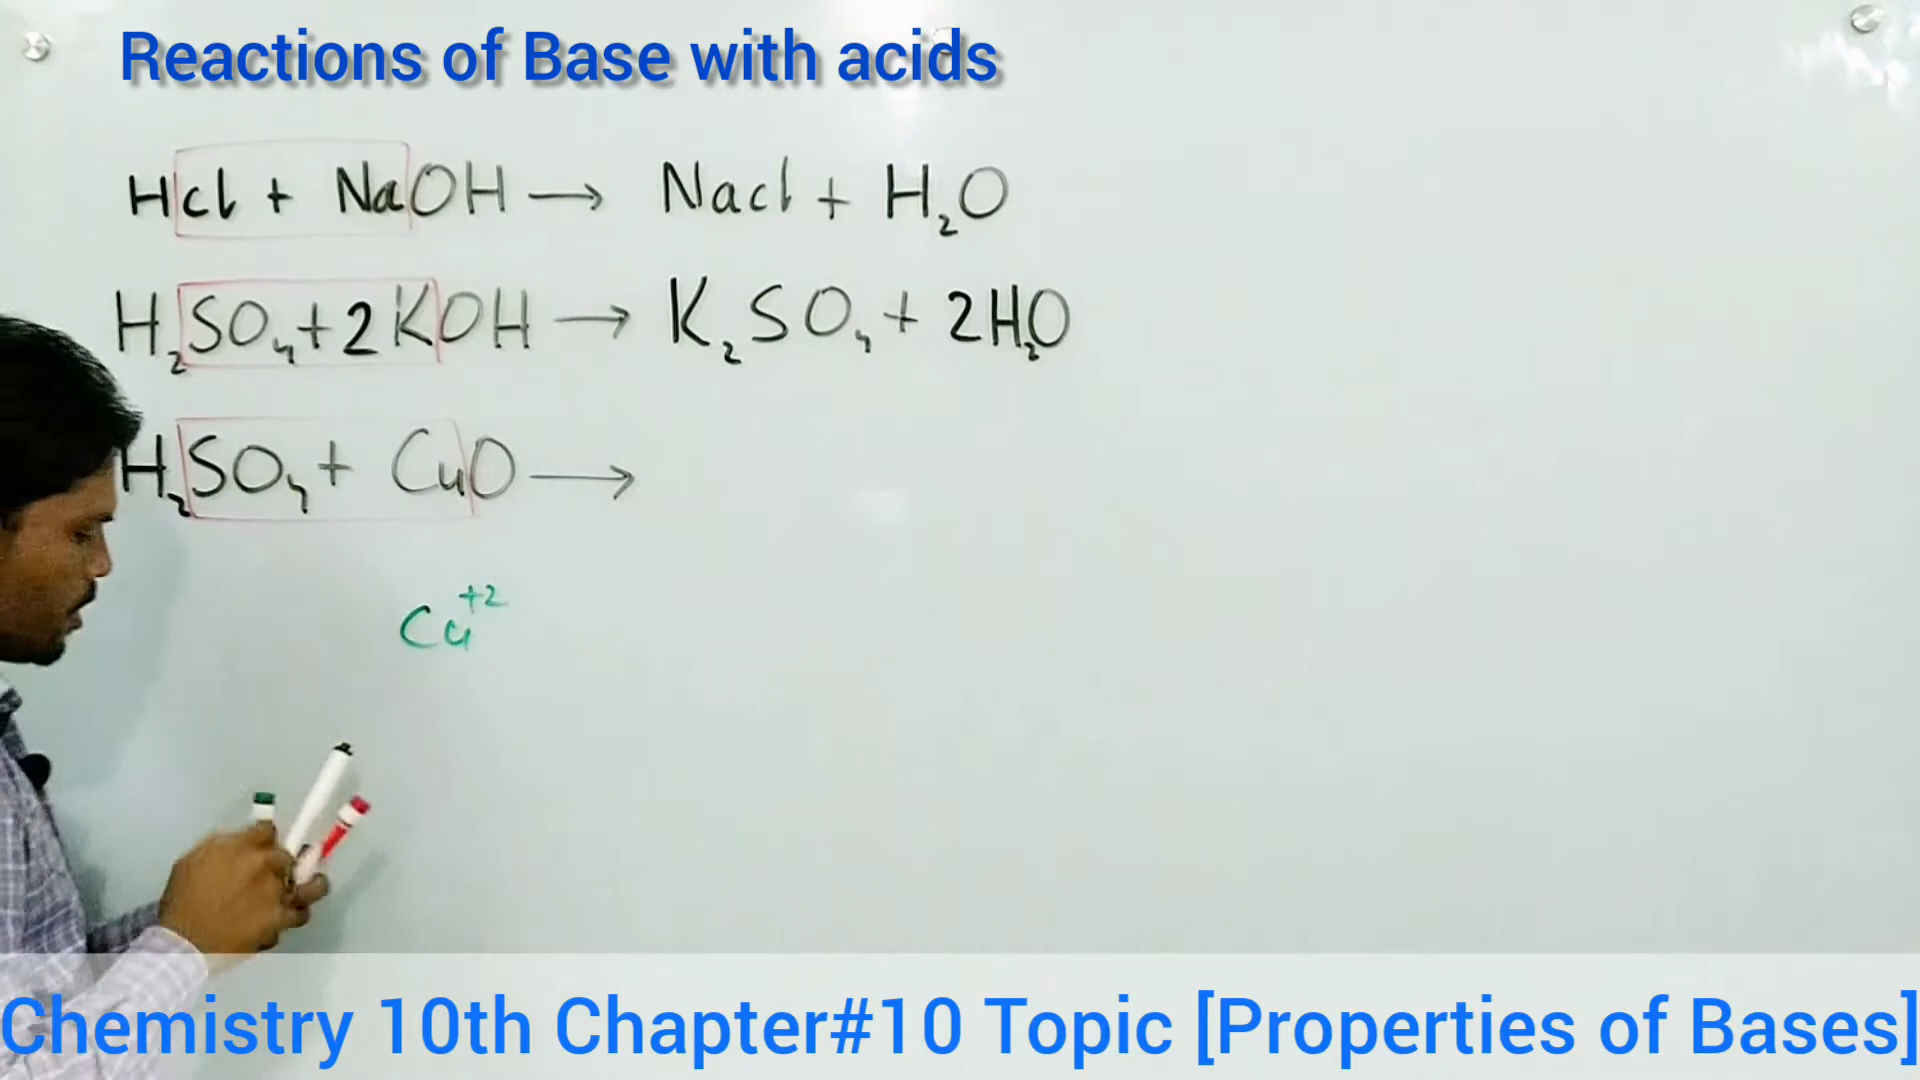 Reactions of Base with acids
Hcl + NaOH → Nacl + H₂O
H₂SO₄ + 2KOH → K₂SO₄ + 2H₂O
H₂SO₄ + CuO →
Cu⁺²
Chemistry 10th Chapter#10 Topic [Properties of Bases]